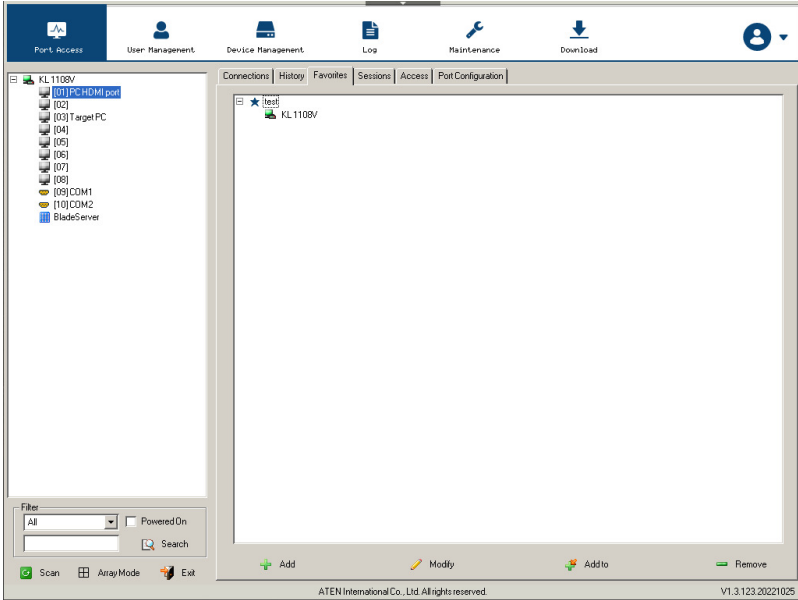 Port Access
User Management
Device Management
Log
Maintenance
Download
KL1108V
[01]PC HDMI port
[02]
[03]Target PC
[04]
[05]
[06]
[07]
[08]
[09]COM1
[10]COM2
BladeServer
Connections History Favorites Sessions Access Port Configuration
test
KL1108V
Filter
All
Powered On
Search
Scan Array Mode Exit
Add Modify Add to Remove
ATEN International Co., Ltd. All rights reserved.
V1.3.123.20221025